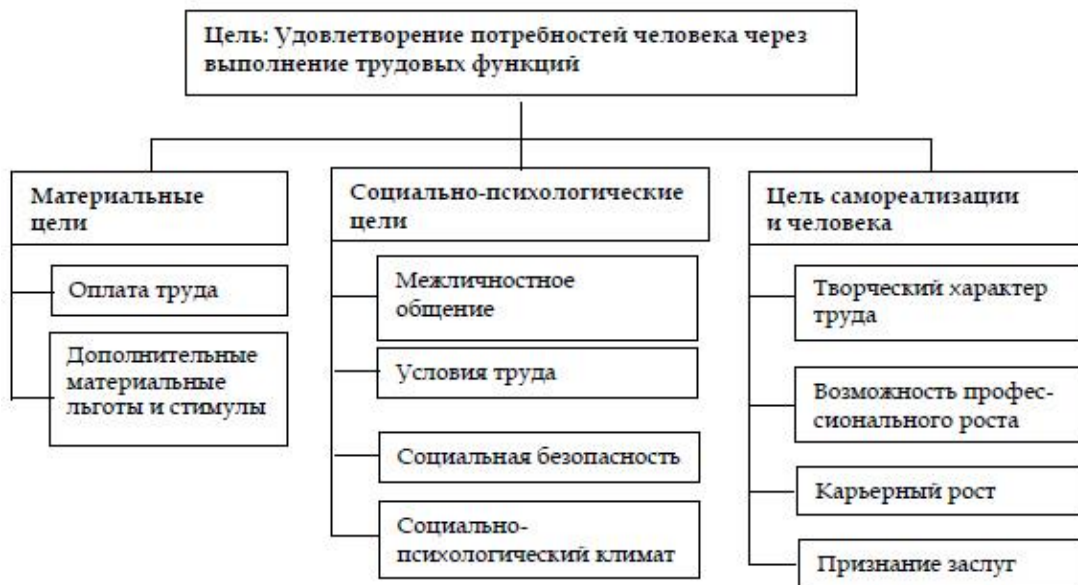 Цель: Удовлетворение потребностей человека через
выполнение трудовых функций
Материальные
цели
Оплата труда
Дополнительные
материальные
льготы и стимулы
Социально-психологические
цели
Межличностное
общение
Условия труда
Социальная безопасность
Социально-
психологический климат
Цель самореализации
и человека
Творческий характер
труда
Возможность профес-
сионального роста
Карьерный рост
Признание заслуг